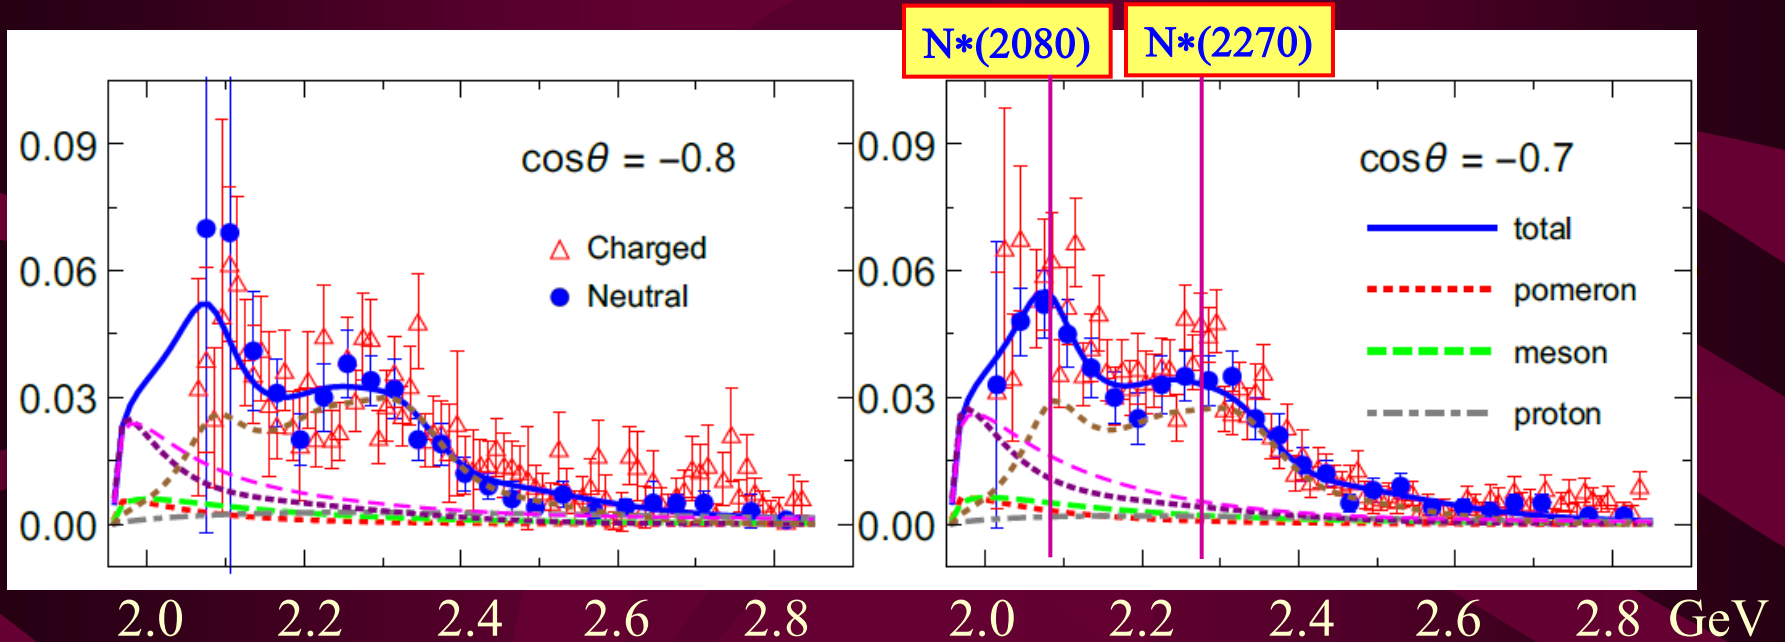 N*(2080) N*(2270)
0.09
0.06
0.03
0.00
cosθ = −0.8
Charged
Neutral
2.0 2.2 2.4 2.6 2.8
0.09
0.06
0.03
0.00
cosθ = −0.7
total
pomeron
meson
proton
2.0 2.2 2.4 2.6 2.8 GeV